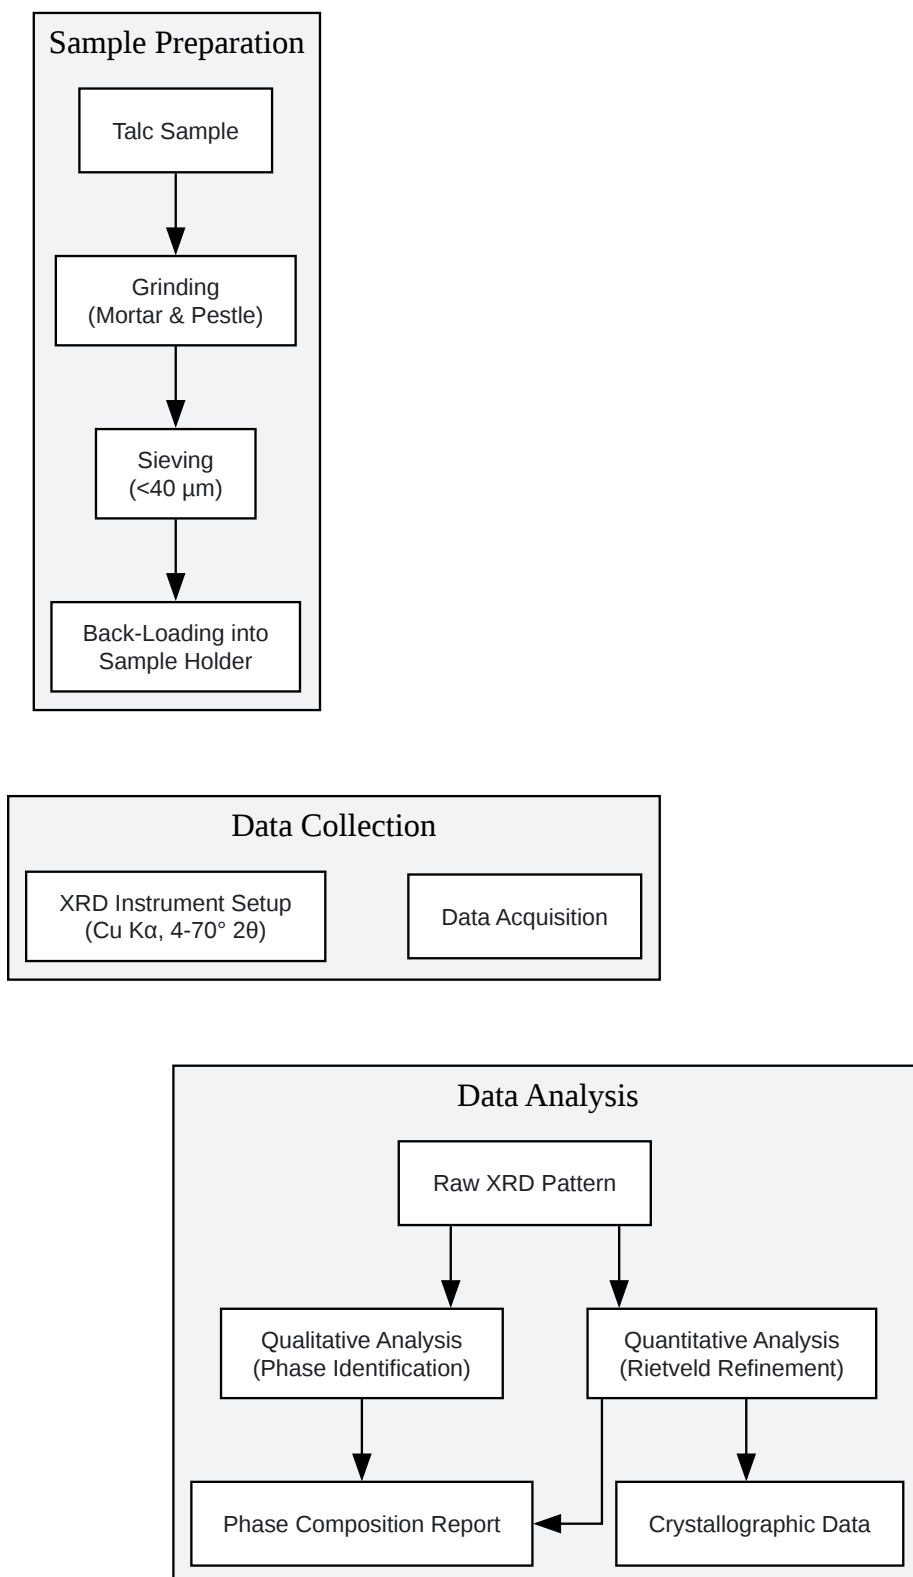 Sample Preparation
Talc Sample
Grinding
(Mortar & Pestle)
Sieving
(<40 µm)
Back-Loading into
Sample Holder
Data Collection
XRD Instrument Setup
(Cu Kα, 4-70° 2θ)
Data Acquisition
Data Analysis
Raw XRD Pattern
Qualitative Analysis
(Phase Identification)
Quantitative Analysis
(Rietveld Refinement)
Phase Composition Report
Crystallographic Data